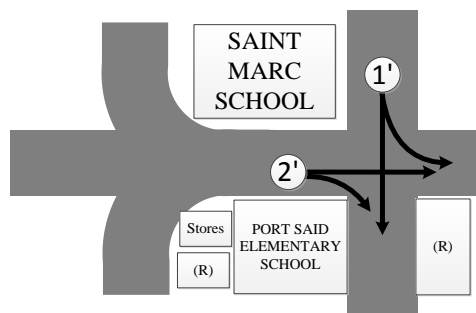 SAINT
MARC
SCHOOL
1'
2'
Stores
(R)
PORT SAID
ELEMENTARY
SCHOOL
(R)